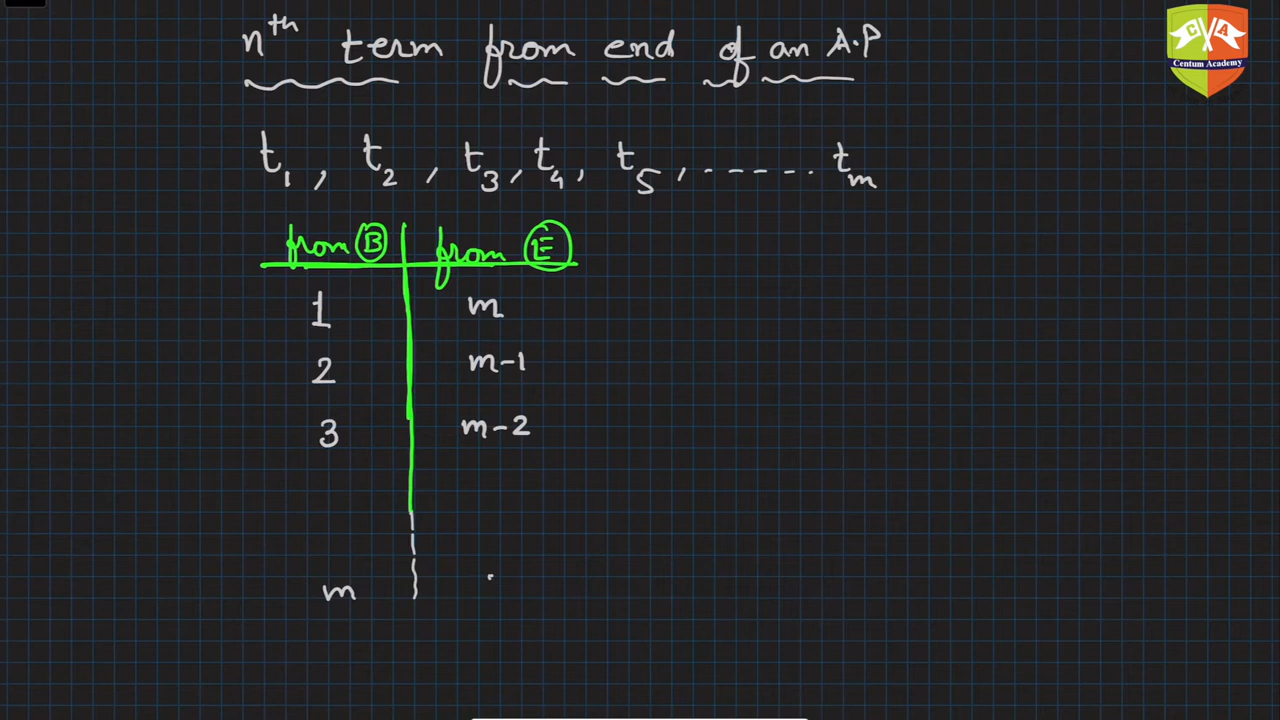 nth term from end of an A.P
C A
Centum Academy
t1, t2, t3, t4, t5, ------. tm
from B from E
1 m
2 m-1
3 m-2
m